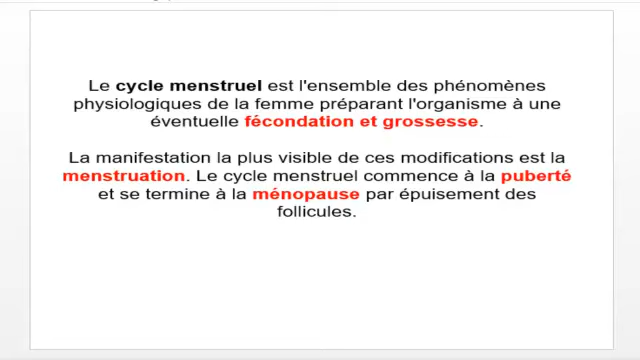 Le cycle menstruel est l'ensemble des phénomènes
physiologiques de la femme préparant l'organisme à une
éventuelle fécondation et grossesse.
La manifestation la plus visible de ces modifications est la
menstruation. Le cycle menstruel commence à la puberté
et se termine à la ménopause par épuisement des
follicules.